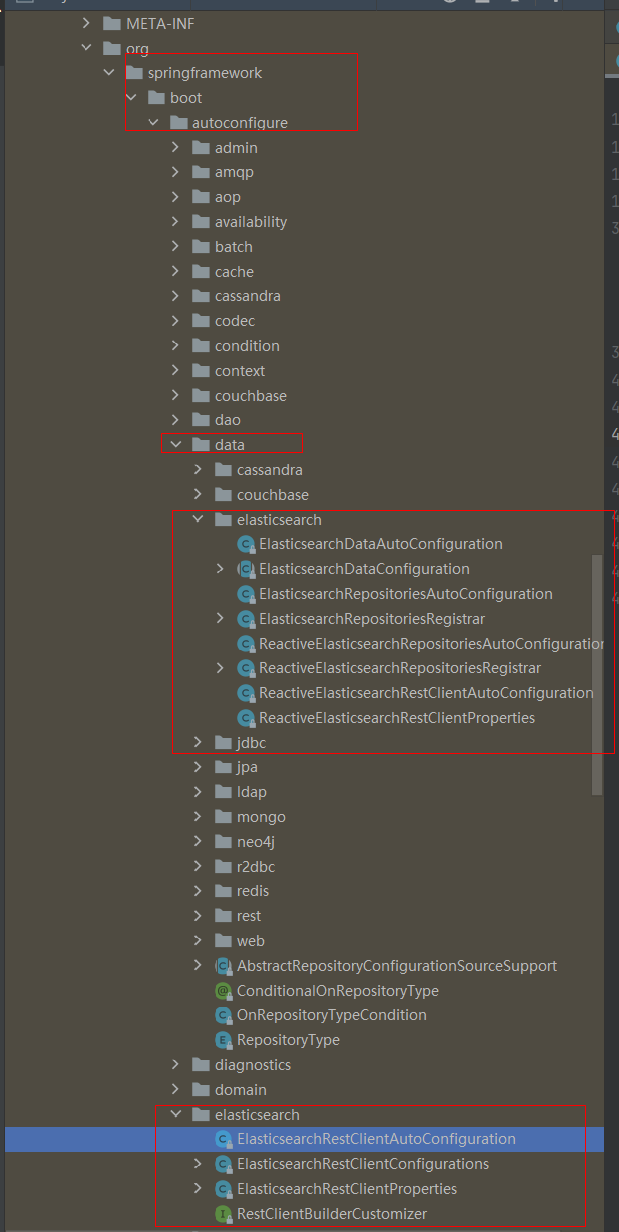 META-INF
org
springframework
boot
autoconfigure
admin
amqp
aop
availability
batch
cache
cassandra
codec
condition
context
couchbase
dao
data
cassandra
couchbase
elasticsearch
ElasticsearchDataAutoConfiguration
ElasticsearchDataConfiguration
ElasticsearchRepositoriesAutoConfiguration
ElasticsearchRepositoriesRegistrar
ReactiveElasticsearchRepositoriesAutoConfiguration
ReactiveElasticsearchRepositoriesRegistrar
ReactiveElasticsearchRestClientAutoConfiguration
ReactiveElasticsearchRestClientProperties
jdbc
jpa
ldap
mongo
neo4j
r2dbc
redis
rest
web
AbstractRepositoryConfigurationSourceSupport
ConditionalOnRepositoryType
OnRepositoryTypeCondition
RepositoryType
diagnostics
domain
elasticsearch
ElasticsearchRestClientAutoConfiguration
ElasticsearchRestClientConfigurations
ElasticsearchRestClientProperties
RestClientBuilderCustomizer